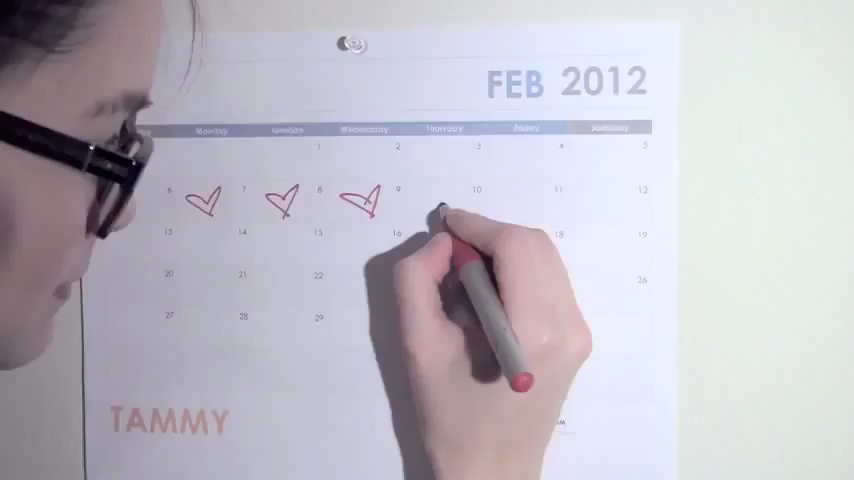 FEB 2012
Monday Tuesday Wednesday Thursday Friday Saturday
1 2 3 4 5
6 7 8 9 10 11 12
13 14 15 16 18 19
20 21 22 26
27 28 29
TAMMY